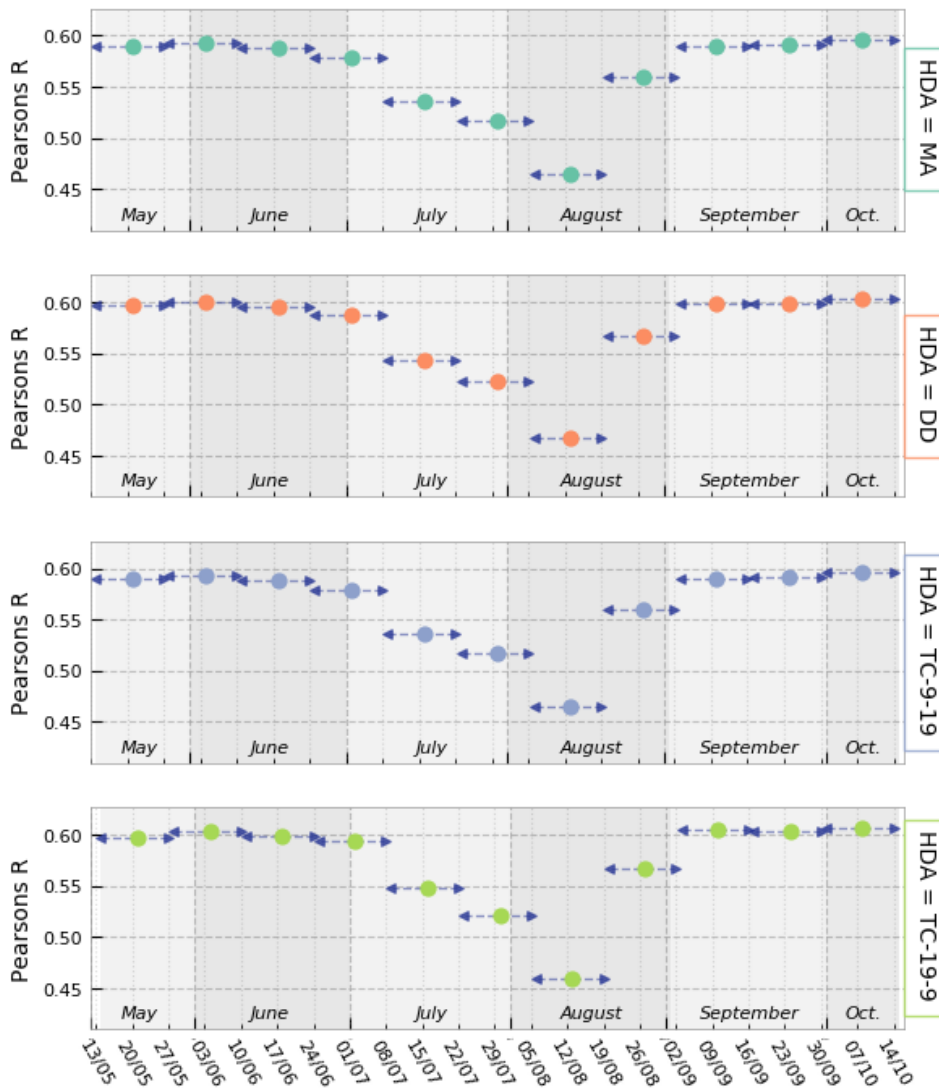 0.60
0.55
0.50
0.45
Pearsons R
May
June
July
August
September
Oct.
HDA = MA
0.60
0.55
0.50
0.45
Pearsons R
May
June
July
August
September
Oct.
HDA = DD
0.60
0.55
0.50
0.45
Pearsons R
May
June
July
August
September
Oct.
HDA = TC-9-19
0.60
0.55
0.50
0.45
Pearsons R
May
June
July
August
September
Oct.
HDA = TC-19-9
13/05
20/05
27/05
03/06
10/06
17/06
24/06
01/07
08/07
15/07
22/07
29/07
05/08
12/08
19/08
26/08
02/09
09/09
16/09
23/09
30/09
07/10
14/10